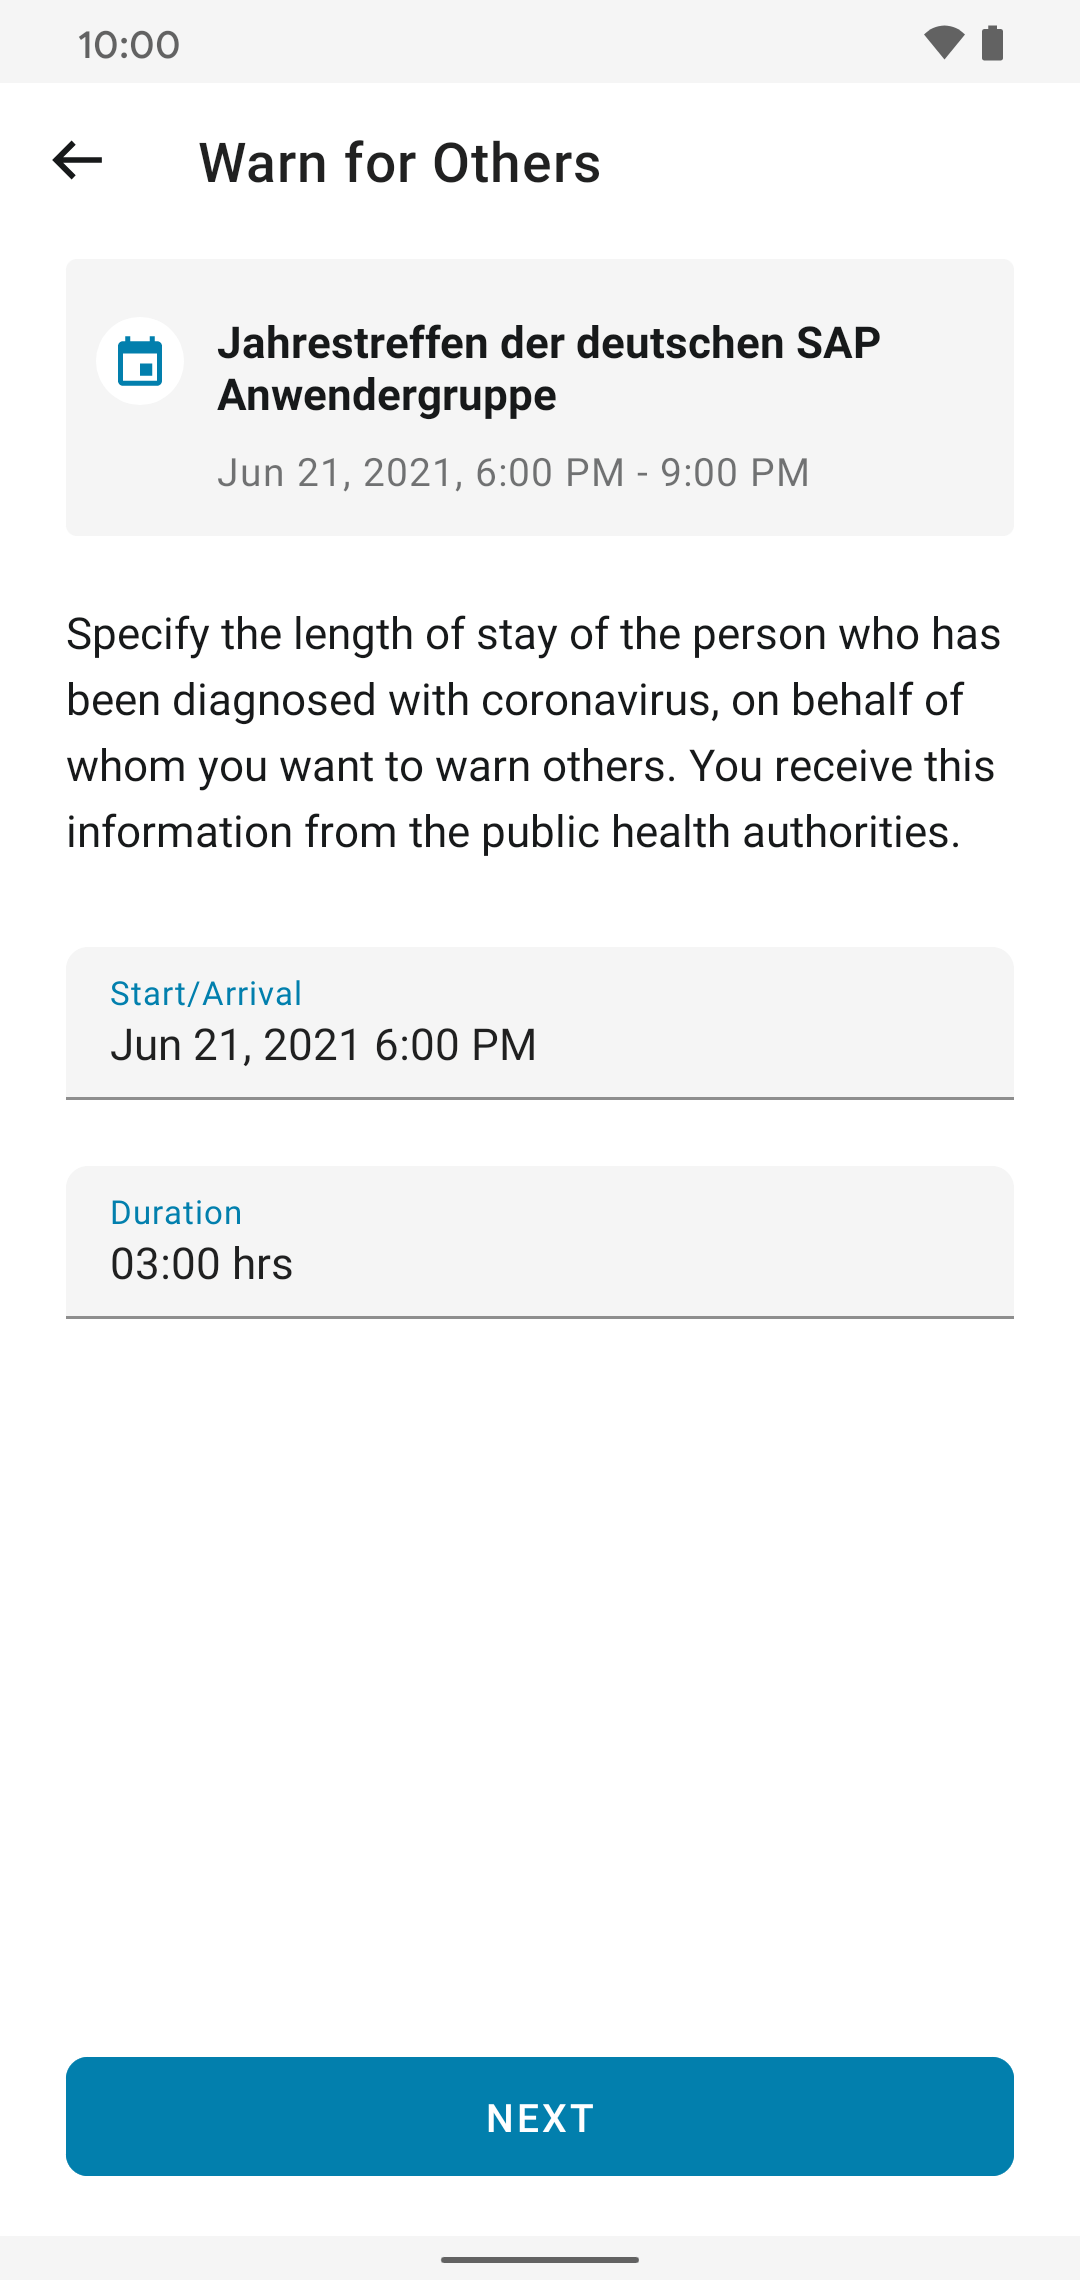 10:00
Warn for Others
Jahrestreffen der deutschen SAP
Anwendergruppe
Jun 21, 2021, 6:00 PM - 9:00 PM
Specify the length of stay of the person who has
been diagnosed with coronavirus, on behalf of
whom you want to warn others. You receive this
information from the public health authorities.
Start/Arrival
Jun 21, 2021 6:00 PM
Duration
03:00 hrs
NEXT